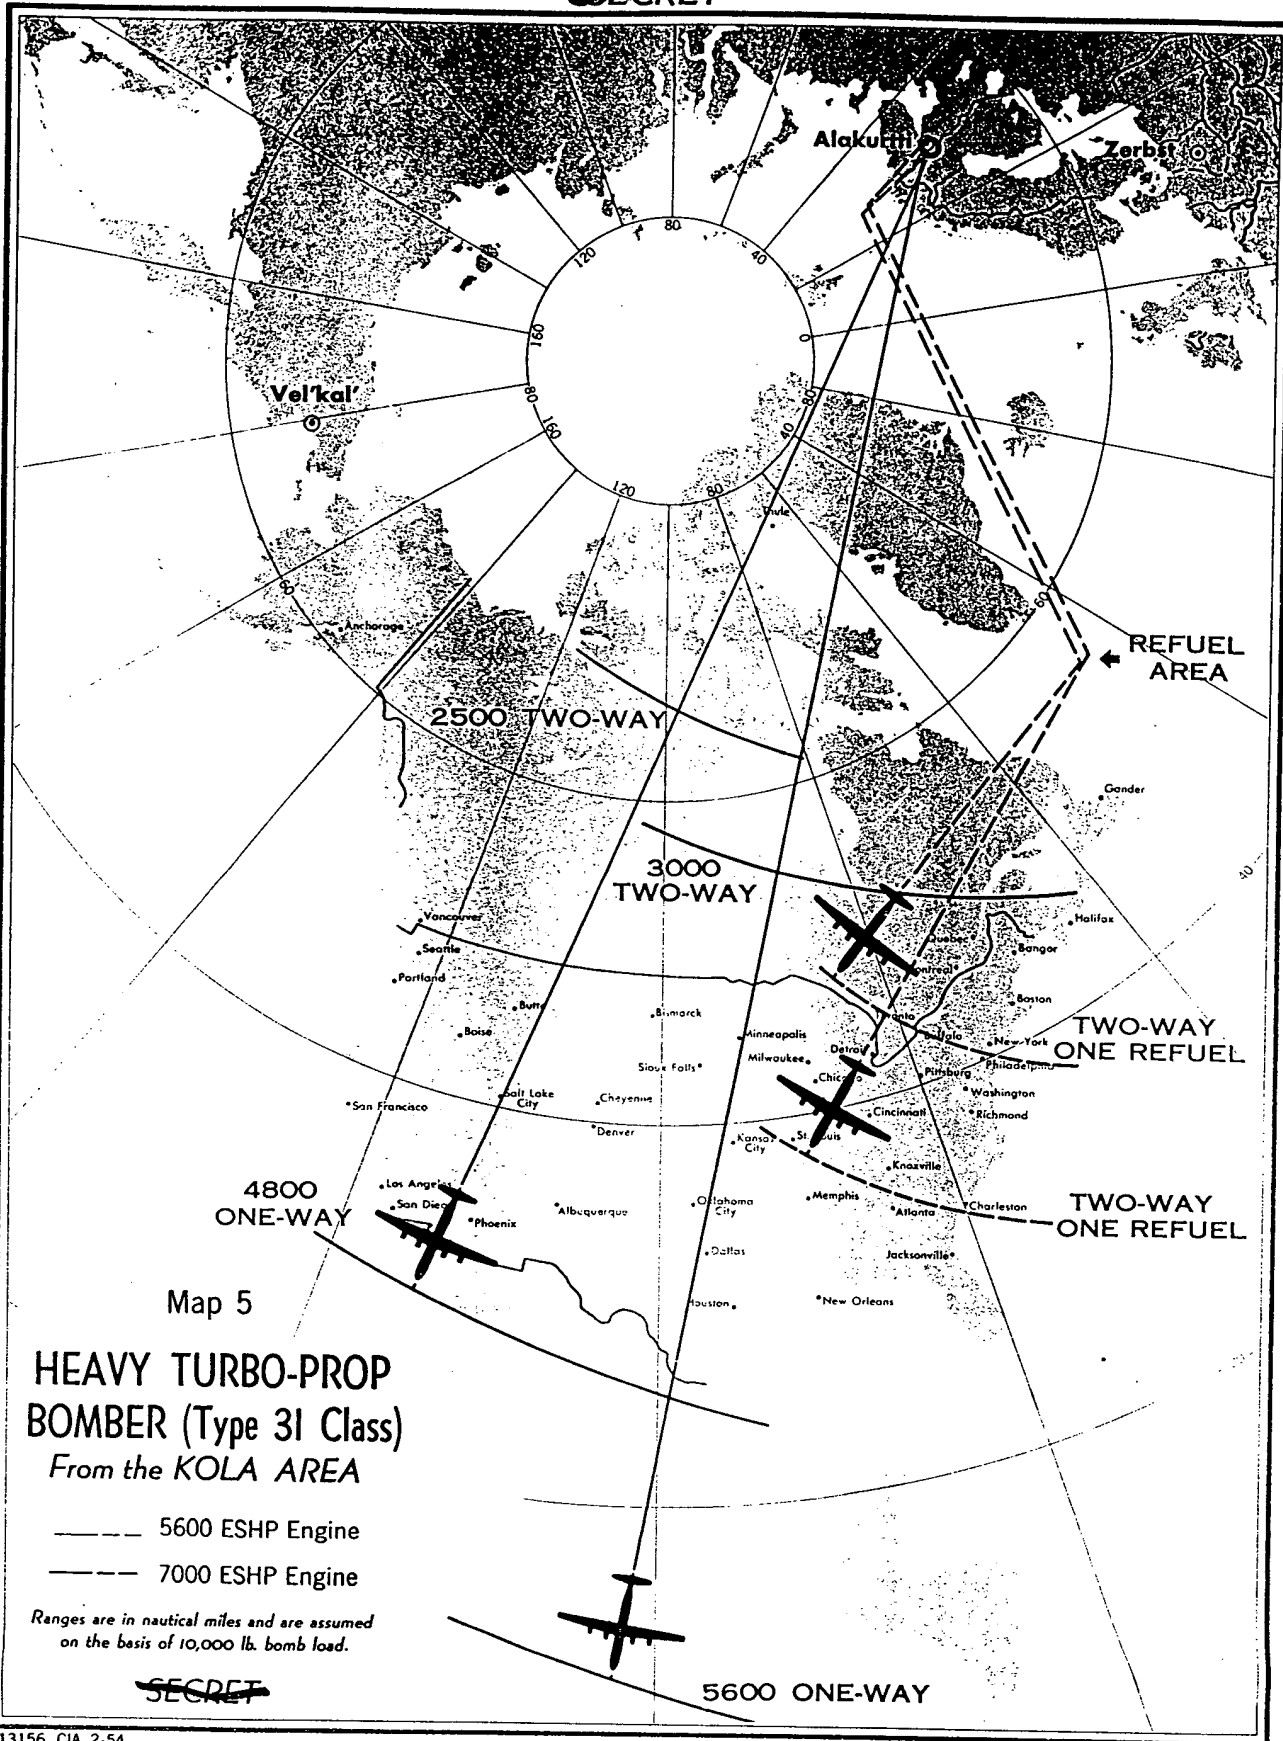 SECRET
Alakurtti
Zerbst
80
120
40
160
0
Vel'kal'
80
160
80
40
120
80
Thule
60
60
Anchorage
REFUEL
AREA
2500 TWO-WAY
Gander
3000
TWO-WAY
40
Vancouver
Halifax
Seattle
Quebec
Bangor
Portland
Montreal
Butte
Boston
Bismarck
Boise
Minneapolis
Buffalo
New York
TWO-WAY
ONE REFUEL
Milwaukee
Detroit
Sioux Falls
Philadelphia
Chicago
Pittsburg
Salt Lake
City
Cheyenne
Washington
San Francisco
Cincinnati
Richmond
Denver
Kansas
City
St. Louis
Knoxville
4800
ONE-WAY
Los Angeles
San Diego
Phoenix
Albuquerque
Oklahoma
City
Memphis
Atlanta
Charleston
TWO-WAY
ONE REFUEL
Dallas
Jacksonville
Houston
New Orleans
Map 5
HEAVY TURBO-PROP
BOMBER (Type 31 Class)
From the KOLA AREA
5600 ESHP Engine
7000 ESHP Engine
Ranges are in nautical miles and are assumed
on the basis of 10,000 lb. bomb load.
SECRET
5600 ONE-WAY
13156 CIA 2-54